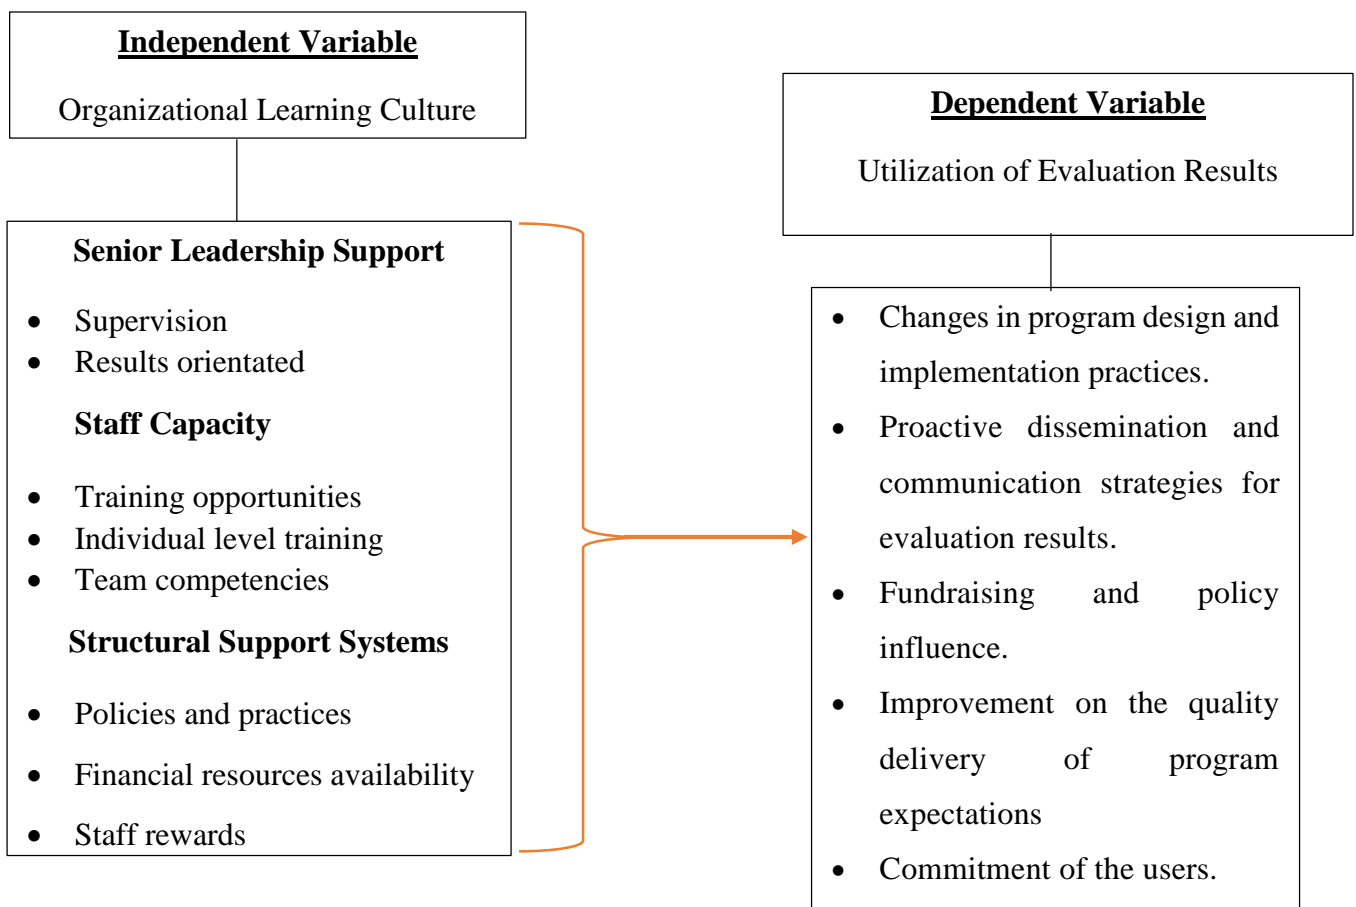 Independent Variable
Organizational Learning Culture
Senior Leadership Support
• Supervision
• Results orientated
Staff Capacity
• Training opportunities
• Individual level training
• Team competencies
Structural Support Systems
• Policies and practices
• Financial resources availability
• Staff rewards
Dependent Variable
Utilization of Evaluation Results
• Changes in program design and
implementation practices.
• Proactive dissemination and
communication strategies for
evaluation results.
• Fundraising and policy
influence.
• Improvement on the quality
delivery of program
expectations
• Commitment of the users.